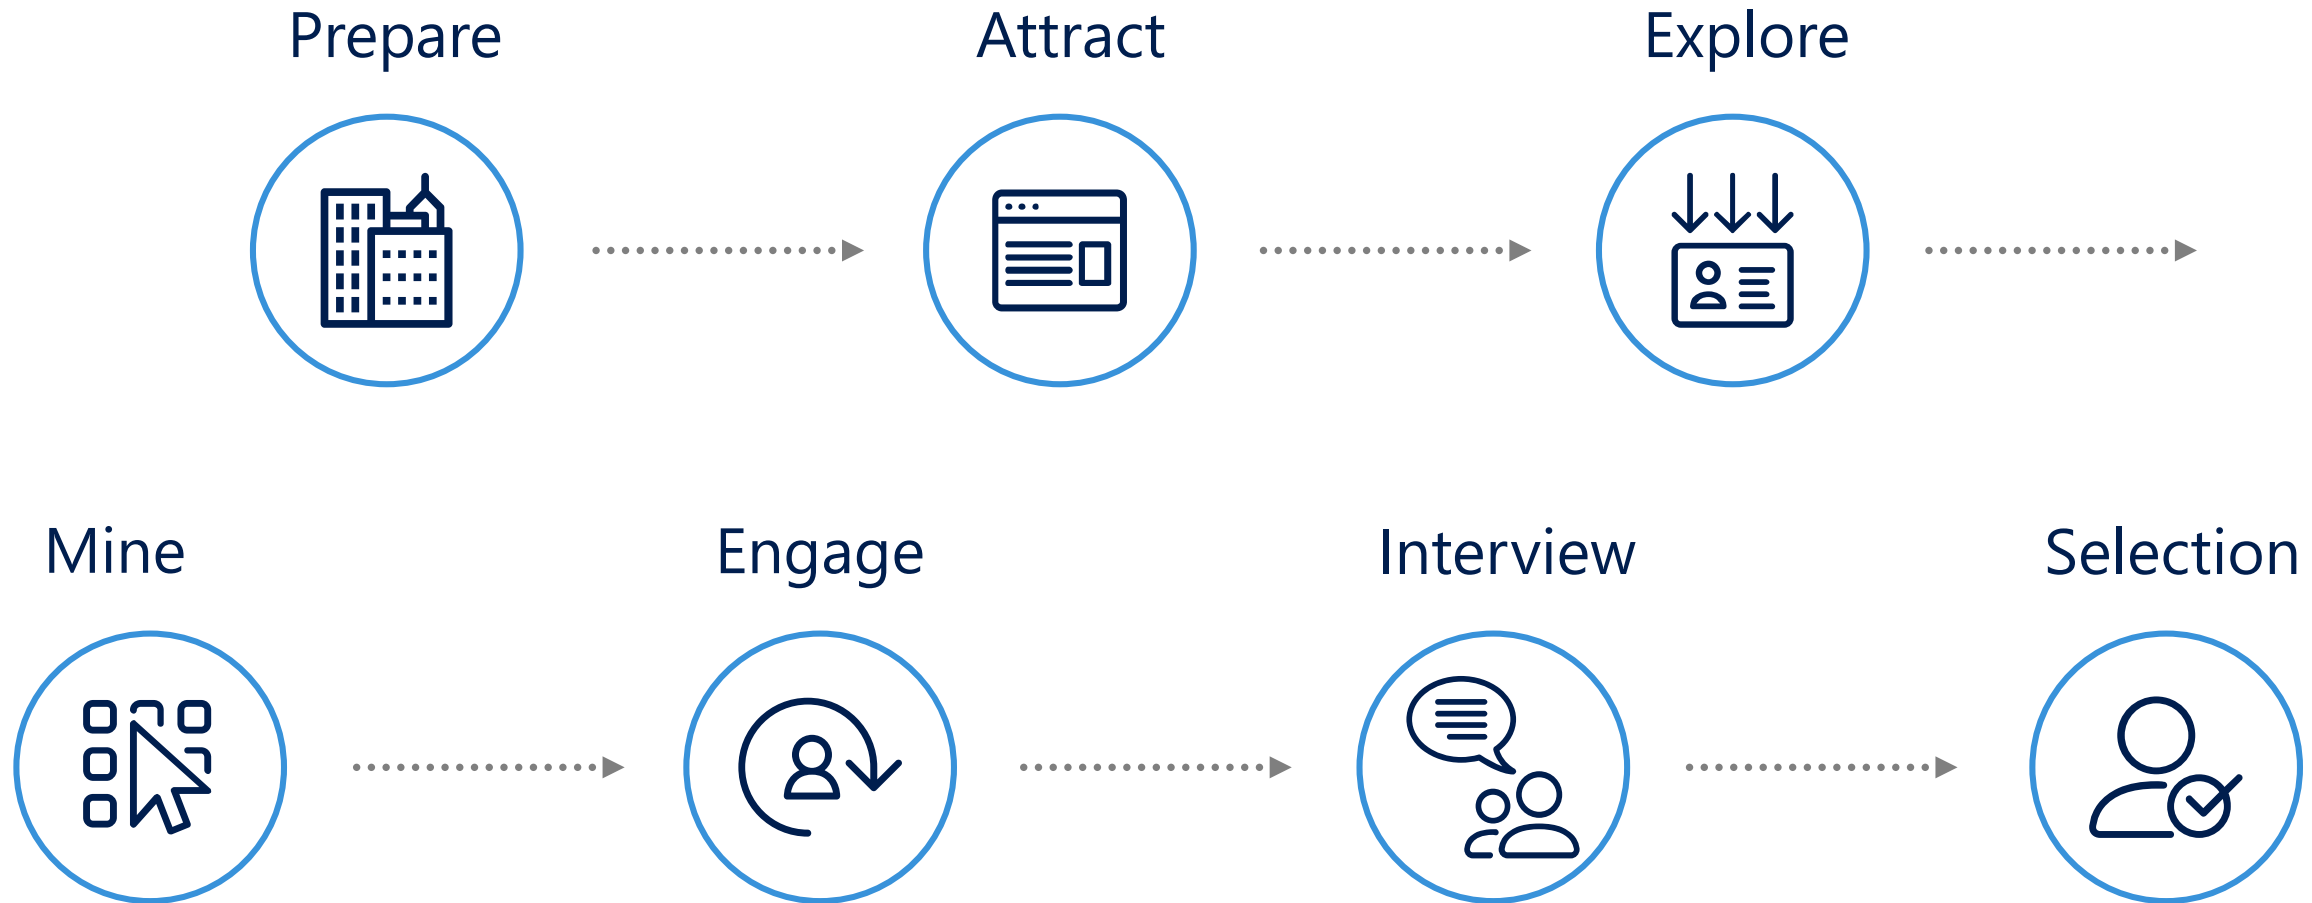 Prepare
Attract
Explore
Mine
Engage
Interview
Selection